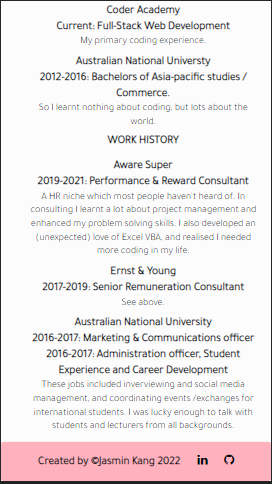 Coder Academy
Current: Full-Stack Web Development
My primary coding experience.
Australian National Universty
2012-2016: Bachelors of Asia-pacific studies /
Commerce.
So I learnt nothing about coding, but lots about the
world.
WORK HISTORY
Aware Super
2019-2021: Performance & Reward Consultant
A HR niche which most people haven't heard of. In
consulting I learnt a lot about project management and
enhanced my problem solving skills. I also developed an
(unexpected) love of Excel VBA, and realised I needed
more coding in my life.
Ernst & Young
2017-2019: Senior Remuneration Consultant
See above.
Australian National University
2016-2017: Marketing & Communications officer
2016-2017: Administration officer, Student
Experience and Career Development
These jobs included inverviewing and social media
management, and coordinating events /exchanges for
international students. I was lucky enough to talk with
students and lecturers from all backgrounds.
Created by ©Jasmin Kang 2022 in